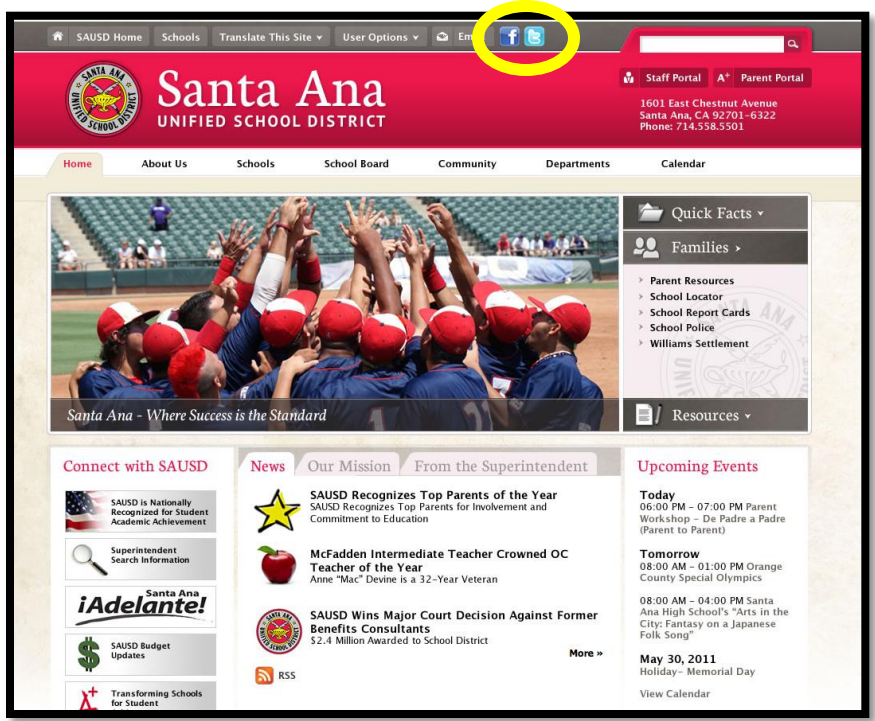 SAUSD Home Schools Translate This Site User Options
SANTA ANA
UNIFIED SCHOOL DISTRICT
Santa Ana
UNIFIED SCHOOL DISTRICT
Staff Portal A+ Parent Portal
1601 East Chestnut Avenue
Santa Ana, CA 92701-6322
Phone: 714.558.5501
Home About Us Schools School Board Community Departments Calendar
Santa Ana - Where Success is the Standard
Quick Facts
Families
Parent Resources
School Locator
School Report Cards
School Police
Williams Settlement
Resources
Connect with SAUSD
SAUSD is Nationally
Recognized for Student
Academic Achievement
Superintendent
Search Information
Santa Ana
¡Adelante!
SAUSD Budget
Updates
Transforming Schools
for Student
News Our Mission From the Superintendent
SAUSD Recognizes Top Parents of the Year
SAUSD Recognizes Top Parents for Involvement and
Commitment to Education
McFadden Intermediate Teacher Crowned OC
Teacher of the Year
Anne "Mac" Devine is a 32-Year Veteran
SAUSD Wins Major Court Decision Against Former
Benefits Consultants
$2.4 Million Awarded to School District
More »
RSS
Upcoming Events
Today
06:00 PM - 07:00 PM Parent
Workshop - De Padre a Padre
(Parent to Parent)
Tomorrow
08:00 AM - 01:00 PM Orange
County Special Olympics
08:00 AM - 04:00 PM Santa
Ana High School's "Arts in the
City: Fantasy on a Japanese
Folk Song"
May 30, 2011
Holiday- Memorial Day
View Calendar